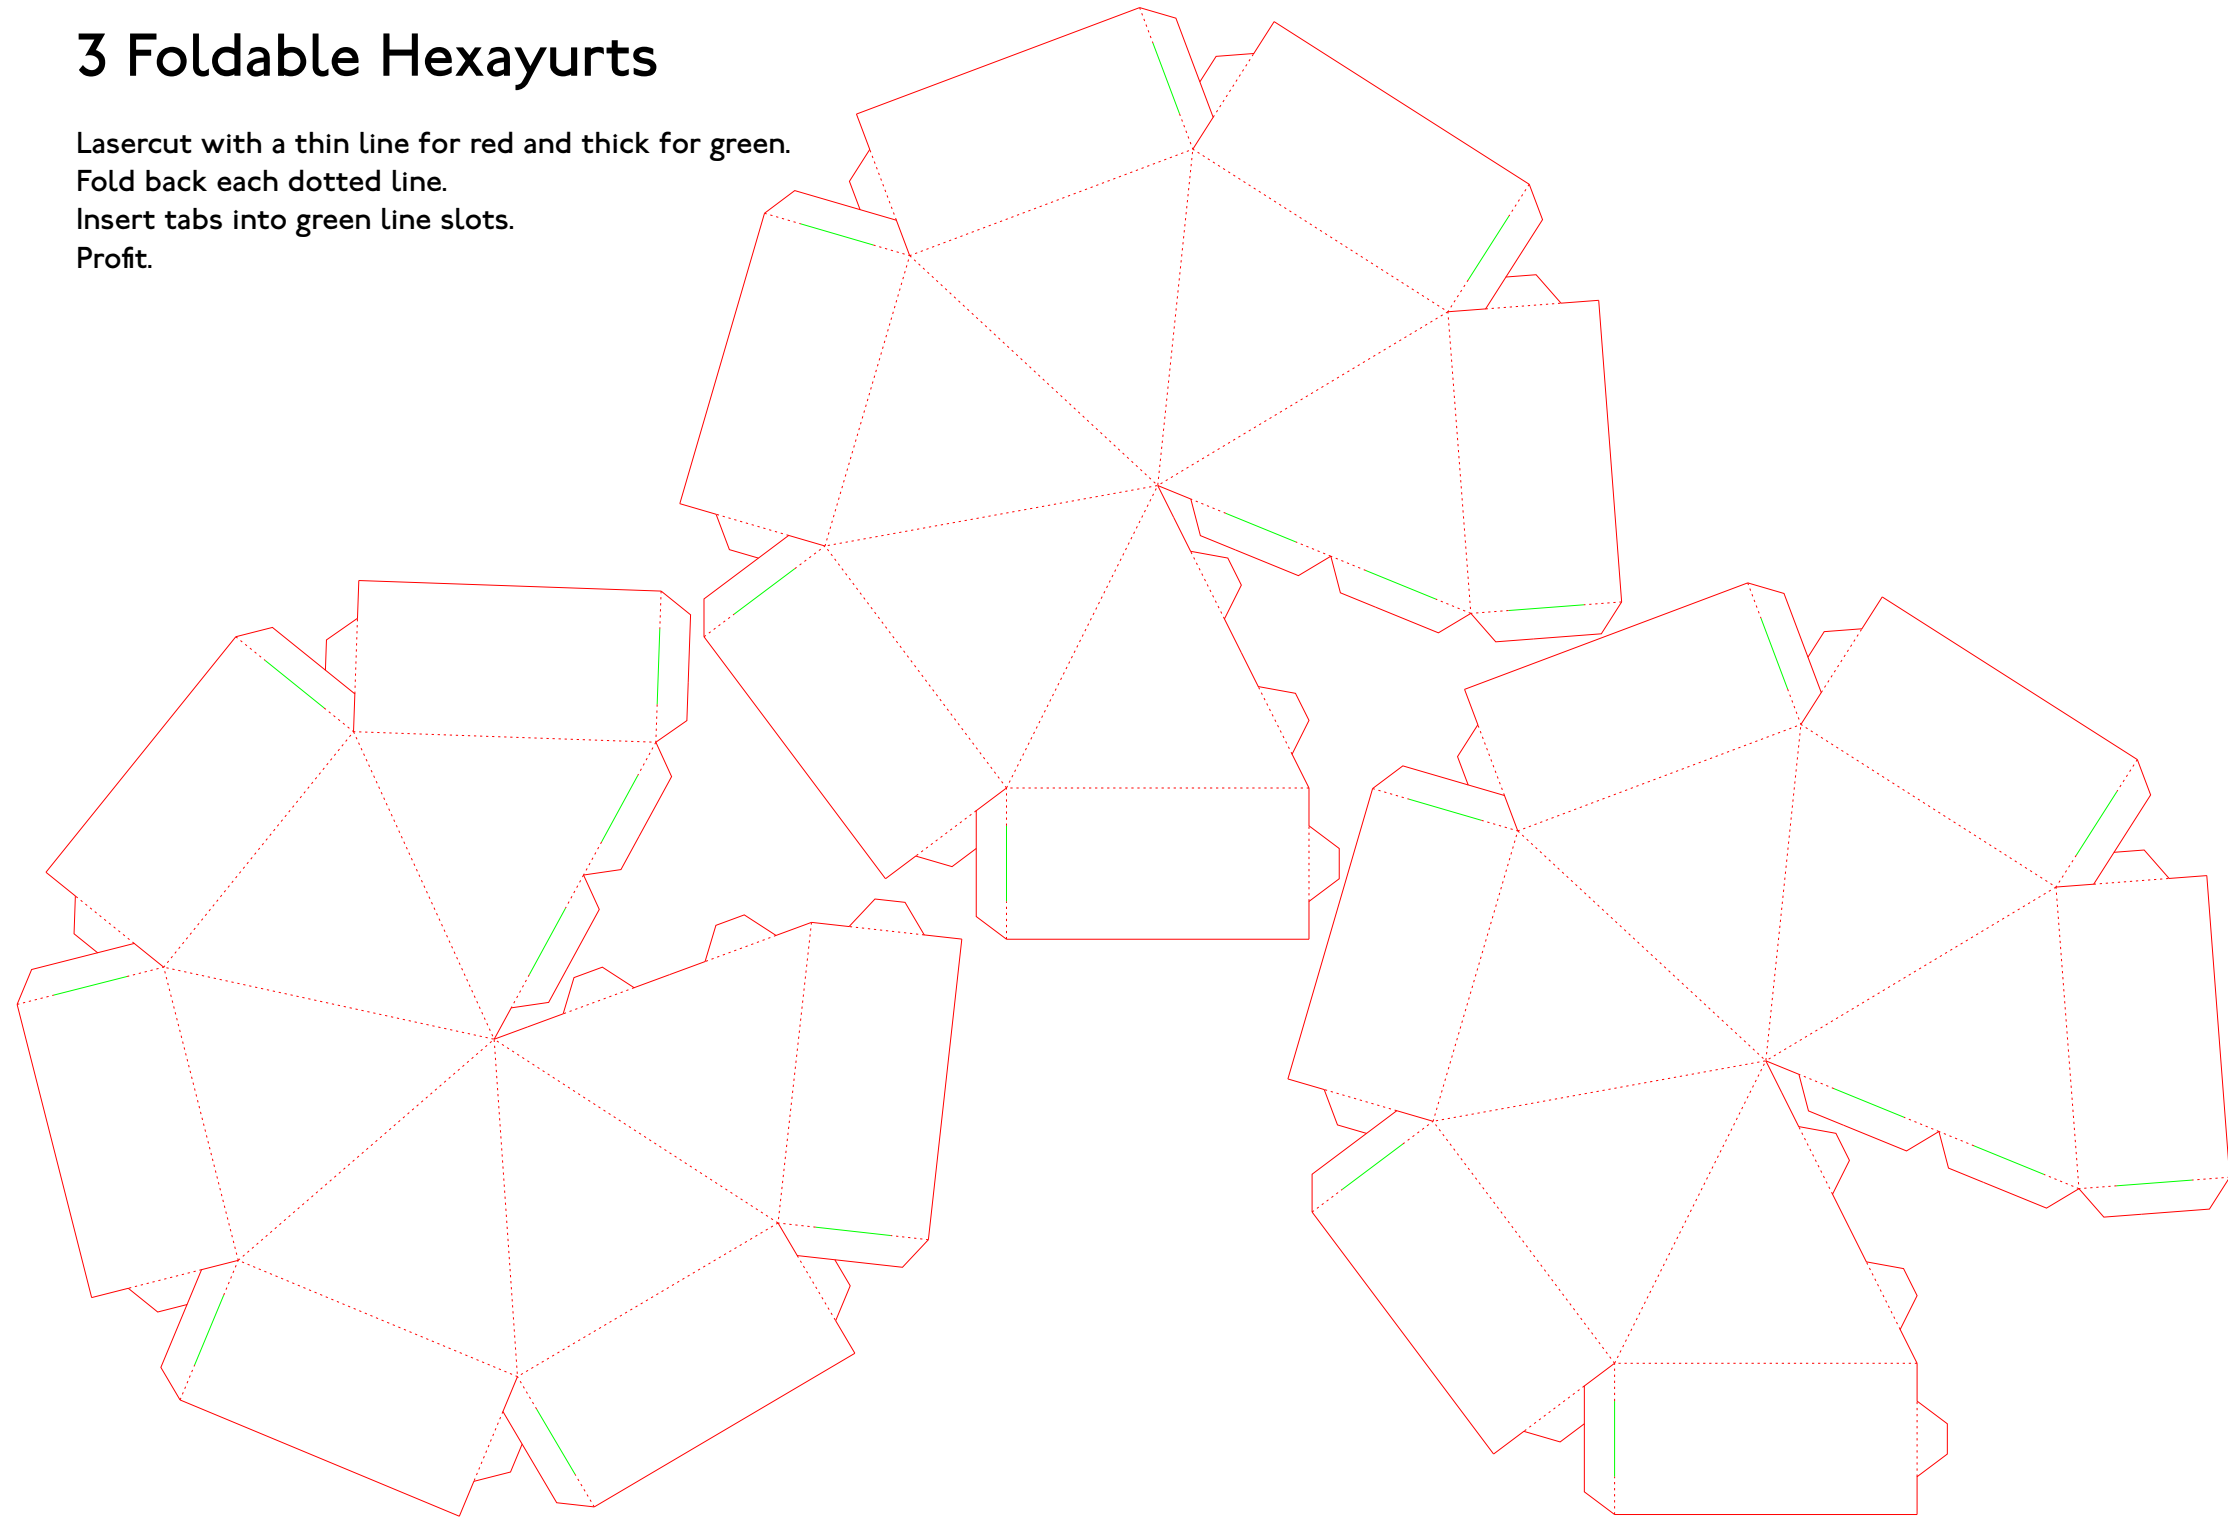 3 Foldable Hexayurts
Lasercut with a thin line for red and thick for green.
Fold back each dotted line.
Insert tabs into green line slots.
Profit.